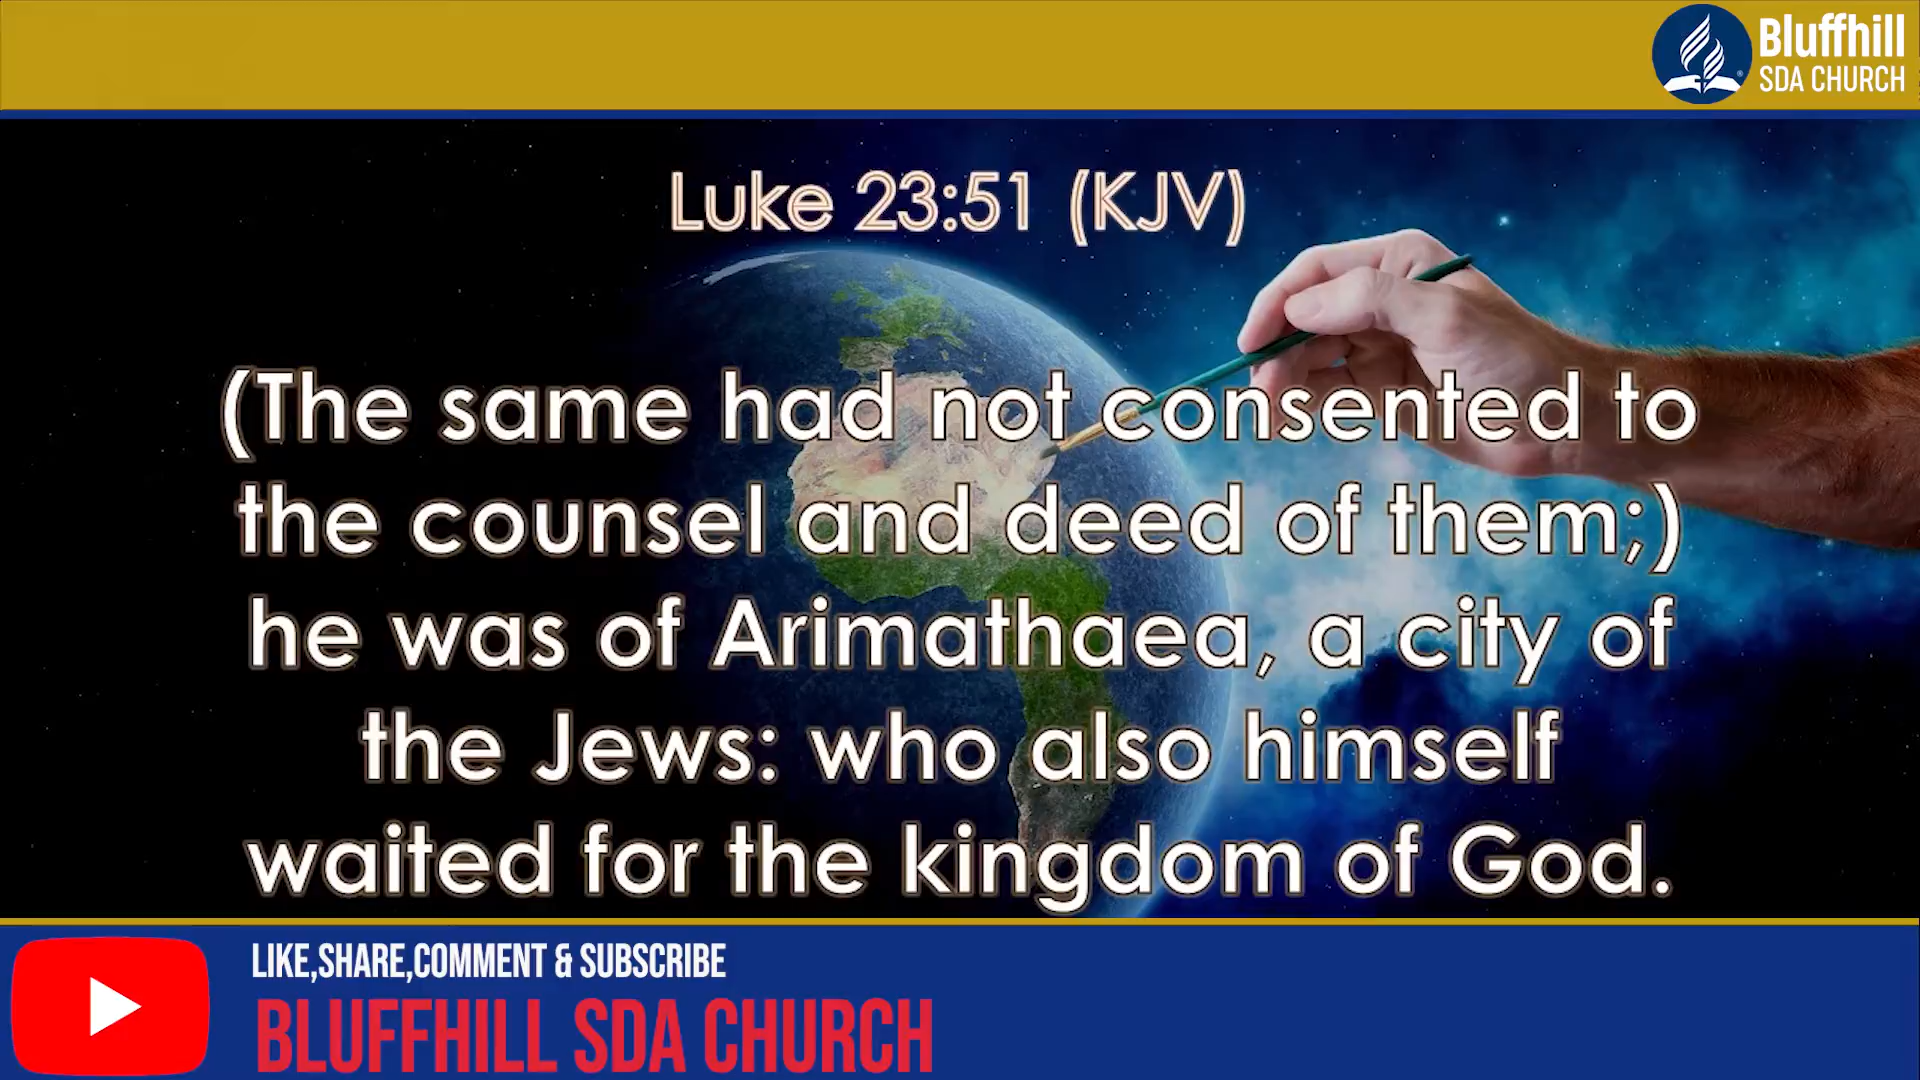 Bluffhill
SDA CHURCH
Luke 23:51 (KJV)
(The same had not consented to
the counsel and deed of them;)
he was of Arimathaea, a city of
the Jews: who also himself
waited for the kingdom of God.
LIKE,SHARE,COMMENT & SUBSCRIBE
BLUFFHILL SDA CHURCH